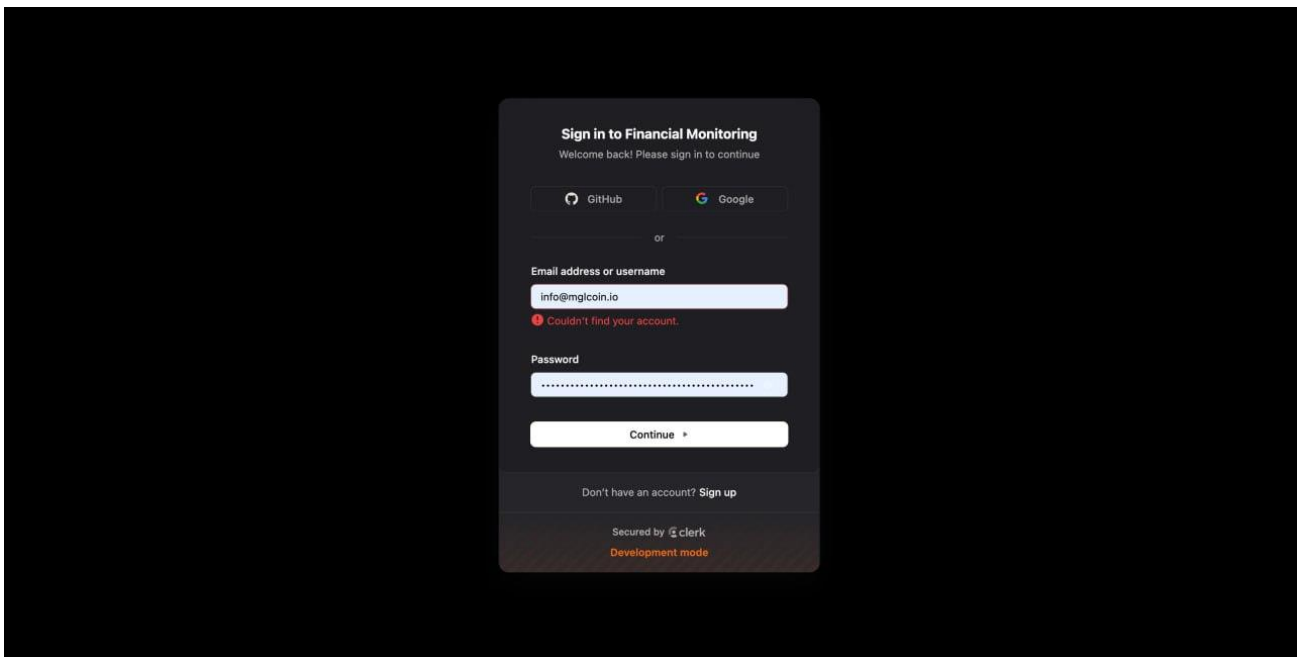 Sign in to Financial Monitoring
Welcome back! Please sign in to continue
GitHub
Google
or
Email address or username
info@mglcoin.io
Couldn't find your account.
Password
Continue
Don't have an account? Sign up
Secured by clerk
Development mode